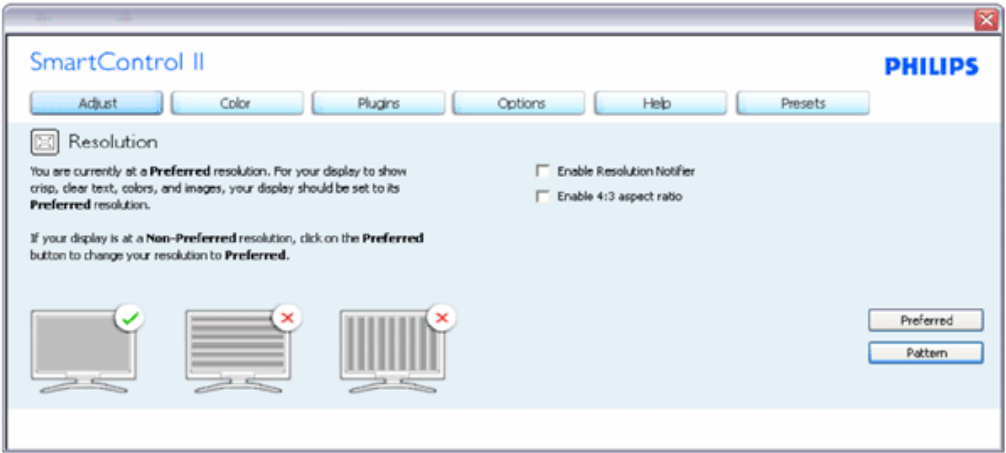 SmartControl II
PHILIPS
Adjust Color Plugins Options Help Presets
Resolution
You are currently at a Preferred resolution. For your display to show
crisp, clear text, colors, and images, your display should be set to its
Preferred resolution.
If your display is at a Non-Preferred resolution, click on the Preferred
button to change your resolution to Preferred.
Enable Resolution Notifier
Enable 4:3 aspect ratio
Preferred
Pattern